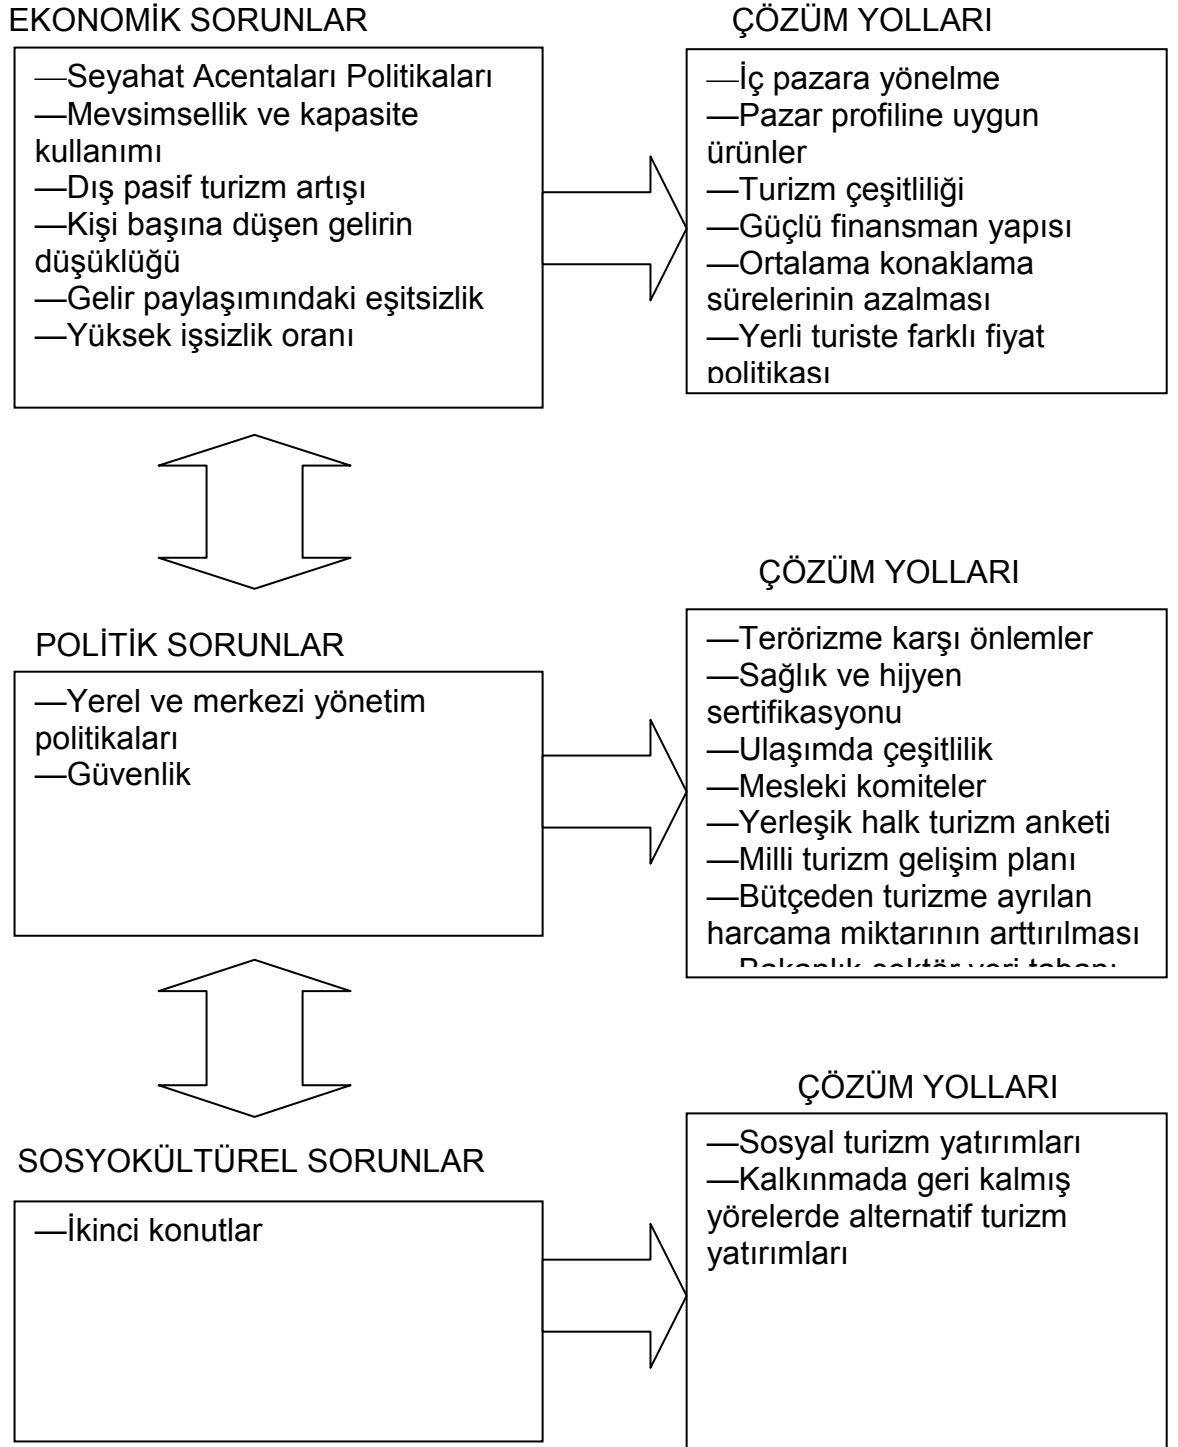 EKONOMİK SORUNLAR
—Seyahat Acentaları Politikaları
—Mevsimsellik ve kapasite
kullanımı
—Dış pasif turizm artışı
—Kişi başına düşen gelirin
düşüklüğü
—Gelir paylaşımındaki eşitsizlik
—Yüksek işsizlik oranı
ÇÖZÜM YOLLARI
—İç pazara yönelme
—Pazar profiline uygun
ürünler
—Turizm çeşitliliği
—Güçlü finansman yapısı
—Ortalama konaklama
sürelerinin azalması
—Yerli turiste farklı fiyat
politikası
POLİTİK SORUNLAR
—Yerel ve merkezi yönetim
politikaları
—Güvenlik
ÇÖZÜM YOLLARI
—Terörizme karşı önlemler
—Sağlık ve hijyen
sertifikasyonu
—Ulaşımda çeşitlilik
—Mesleki komiteler
—Yerleşik halk turizm anketi
—Milli turizm gelişim planı
—Bütçeden turizme ayrılan
harcama miktarının arttırılması
—Bakanlık sektör veri tabanı
SOSYOKÜLTÜREL SORUNLAR
—İkinci konutlar
ÇÖZÜM YOLLARI
—Sosyal turizm yatırımları
—Kalkınmada geri kalmış
yörelerde alternatif turizm
yatırımları